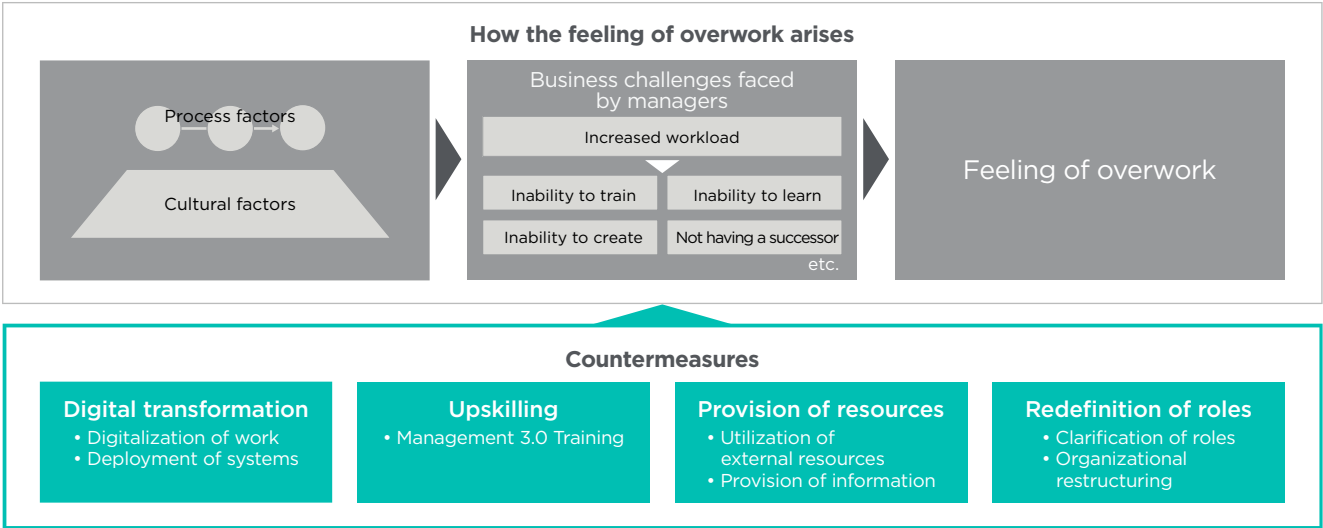 How the feeling of overwork arises
Process factors
Cultural factors
Business challenges faced
by managers
Increased workload
Inability to train
Inability to learn
Inability to create
Not having a successor
etc.
Feeling of overwork
Countermeasures
Digital transformation
• Digitalization of work
• Deployment of systems
Upskilling
• Management 3.0 Training
Provision of resources
• Utilization of
external resources
• Provision of information
Redefinition of roles
• Clarification of roles
• Organizational
restructuring